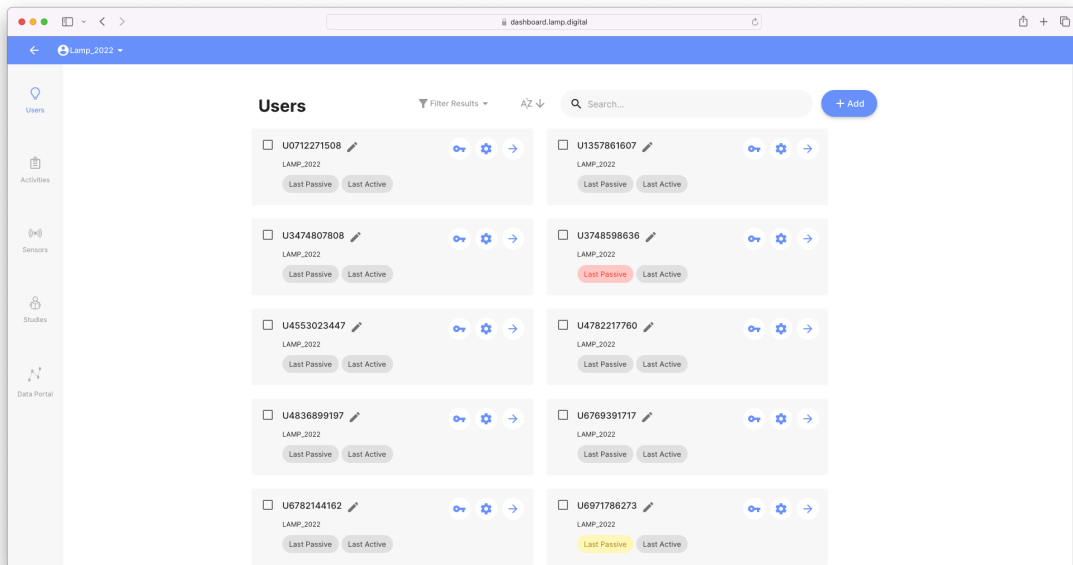 dashboard.lamp.digital
Lamp_2022
Users
Activities
Sensors
Studies
Data Portal
Users
Filter Results
AZ
Search...
+ Add
U0712271508
LAMP_2022
Last Passive Last Active
U1357861607
LAMP_2022
Last Passive Last Active
U3474807808
LAMP_2022
Last Passive Last Active
U3748598636
LAMP_2022
Last Passive Last Active
U4553023447
LAMP_2022
Last Passive Last Active
U4782217760
LAMP_2022
Last Passive Last Active
U4836899197
LAMP_2022
Last Passive Last Active
U6769391717
LAMP_2022
Last Passive Last Active
U6782144162
LAMP_2022
Last Passive Last Active
U6971786273
LAMP_2022
Last Passive Last Active